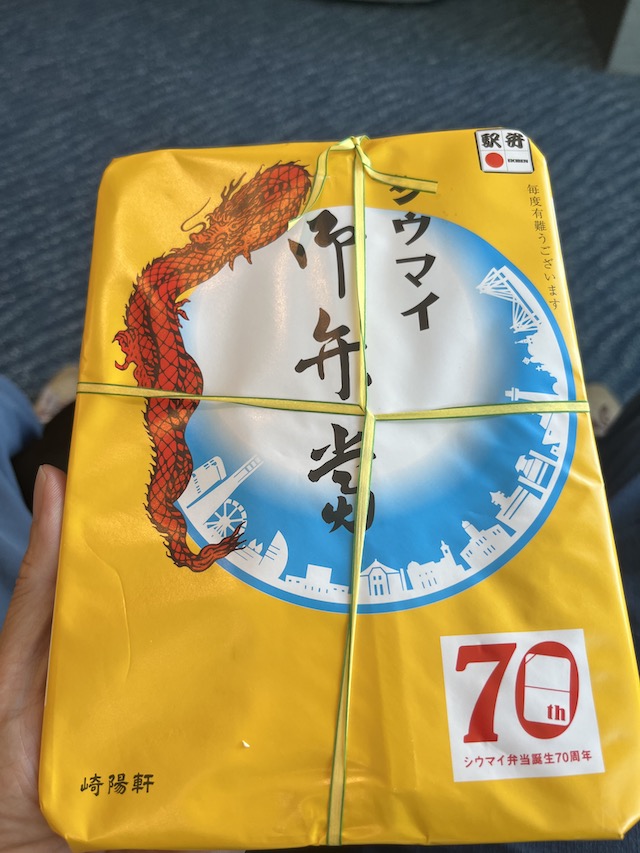 駅弁
EKIBEN
毎度有難うございます
シウマイ
御弁当
70th
シウマイ弁当誕生70周年
崎陽軒